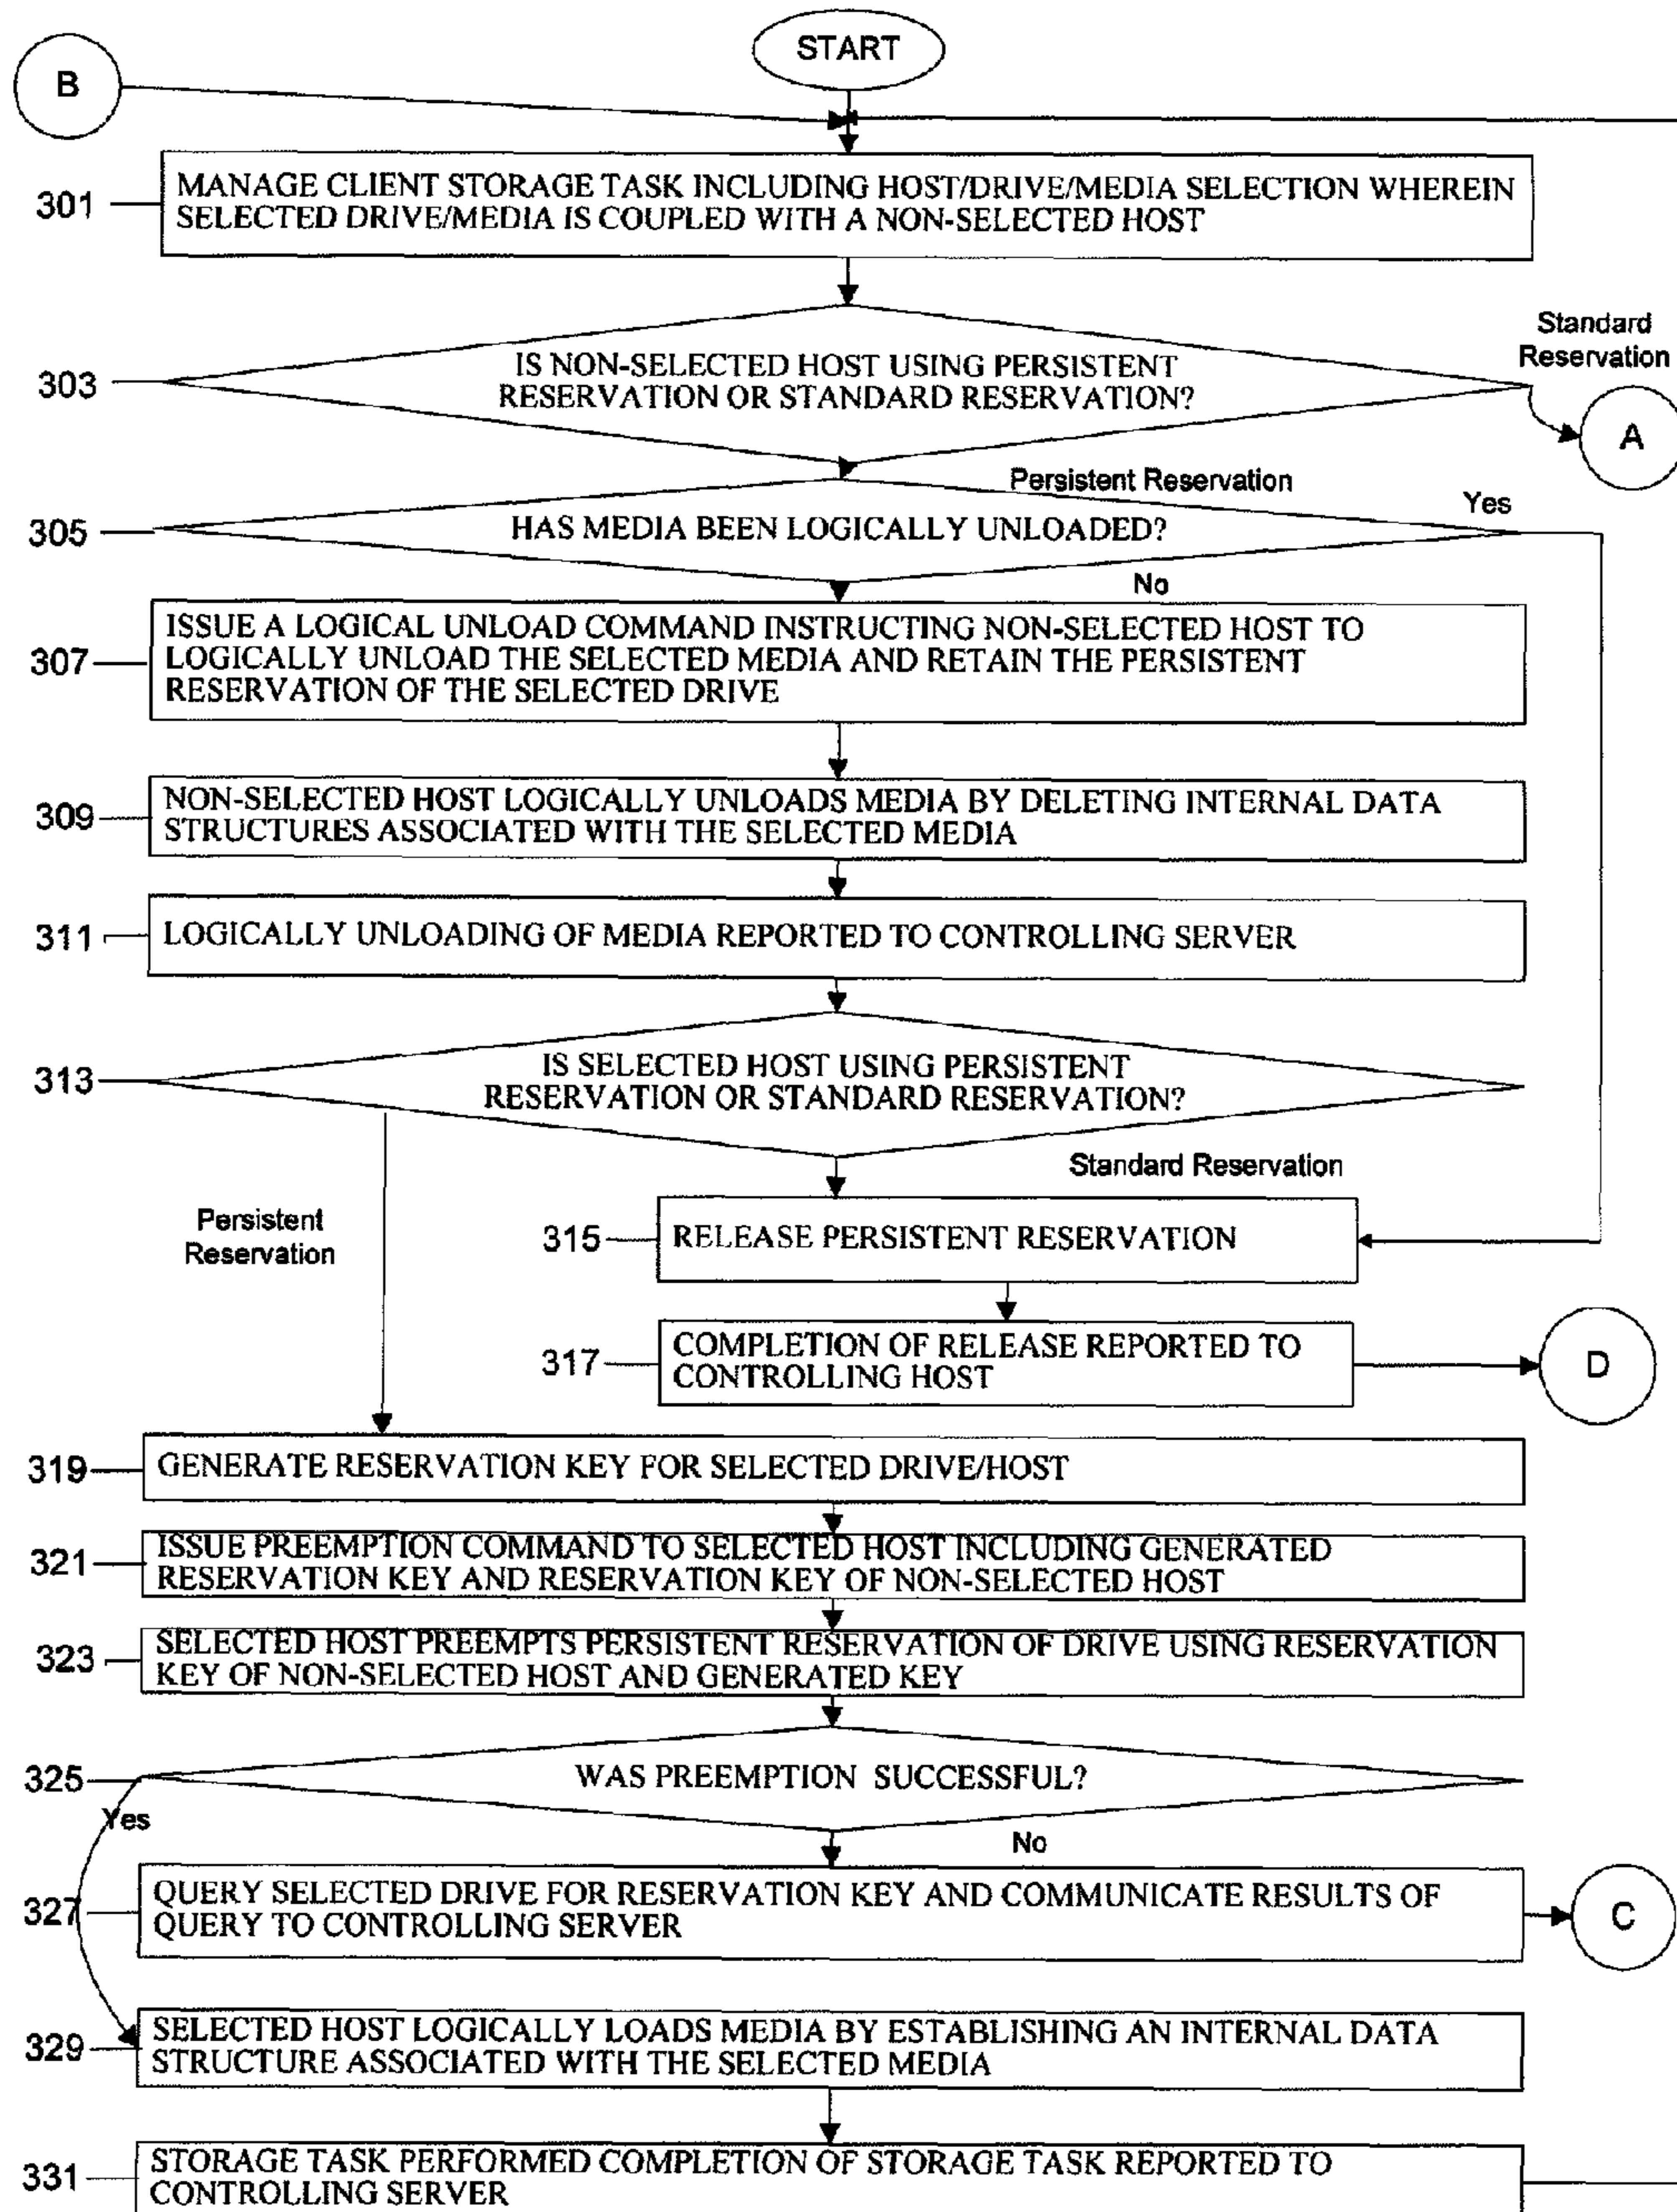 START
B
301
MANAGE CLIENT STORAGE TASK INCLUDING HOST/DRIVE/MEDIA SELECTION WHEREIN
SELECTED DRIVE/MEDIA IS COUPLED WITH A NON-SELECTED HOST
Standard
Reservation
303
IS NON-SELECTED HOST USING PERSISTENT
RESERVATION OR STANDARD RESERVATION?
A
Persistent Reservation
Yes
305
HAS MEDIA BEEN LOGICALLY UNLOADED?
No
307
ISSUE A LOGICAL UNLOAD COMMAND INSTRUCTING NON-SELECTED HOST TO
LOGICALLY UNLOAD THE SELECTED MEDIA AND RETAIN THE PERSISTENT
RESERVATION OF THE SELECTED DRIVE
309
NON-SELECTED HOST LOGICALLY UNLOADS MEDIA BY DELETING INTERNAL DATA
STRUCTURES ASSOCIATED WITH THE SELECTED MEDIA
311
LOGICALLY UNLOADING OF MEDIA REPORTED TO CONTROLLING SERVER
313
IS SELECTED HOST USING PERSISTENT
RESERVATION OR STANDARD RESERVATION?
Standard Reservation
Persistent
Reservation
315
RELEASE PERSISTENT RESERVATION
317
COMPLETION OF RELEASE REPORTED TO
CONTROLLING HOST
D
319
GENERATE RESERVATION KEY FOR SELECTED DRIVE/HOST
321
ISSUE PREEMPTION COMMAND TO SELECTED HOST INCLUDING GENERATED
RESERVATION KEY AND RESERVATION KEY OF NON-SELECTED HOST
323
SELECTED HOST PREEMPTS PERSISTENT RESERVATION OF DRIVE USING RESERVATION
KEY OF NON-SELECTED HOST AND GENERATED KEY
325
WAS PREEMPTION SUCCESSFUL?
Yes
No
327
QUERY SELECTED DRIVE FOR RESERVATION KEY AND COMMUNICATE RESULTS OF
QUERY TO CONTROLLING SERVER
C
329
SELECTED HOST LOGICALLY LOADS MEDIA BY ESTABLISHING AN INTERNAL DATA
STRUCTURE ASSOCIATED WITH THE SELECTED MEDIA
331
STORAGE TASK PERFORMED COMPLETION OF STORAGE TASK REPORTED TO
CONTROLLING SERVER